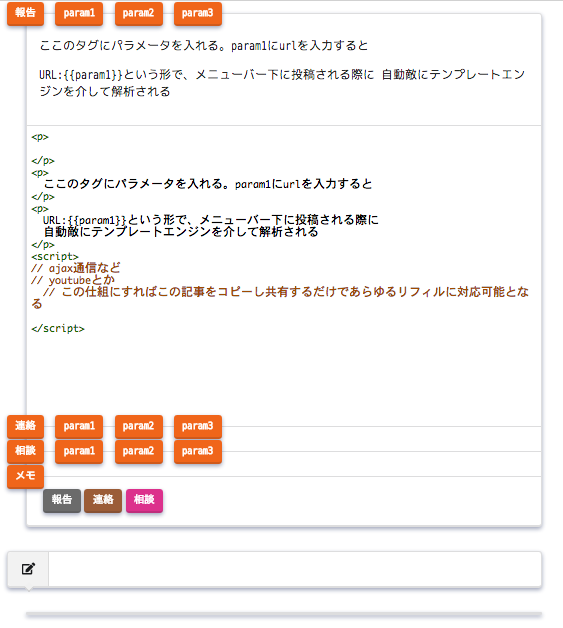 報告 param1 param2 param3
ここのタグにパラメータを入れる。param1にurlを入力すると
URL:{{param1}}という形で、メニューバー下に投稿される際に 自動敵にテンプレートエン
ジンを介して解析される
<p>
</p>
<p>
ここのタグにパラメータを入れる。param1にurlを入力すると
</p>
<p>
URL:{{param1}}という形で、メニューバー下に投稿される際に
自動敵にテンプレートエンジンを介して解析される
</p>
<script>
// ajax通信など
// youtubeとか
// この仕組にすればこの記事をコピーし共有するだけであらゆるリフィルに対応可能とな
る
</script>
連絡 param1 param2 param3
相談 param1 param2 param3
メモ
報告 連絡 相談